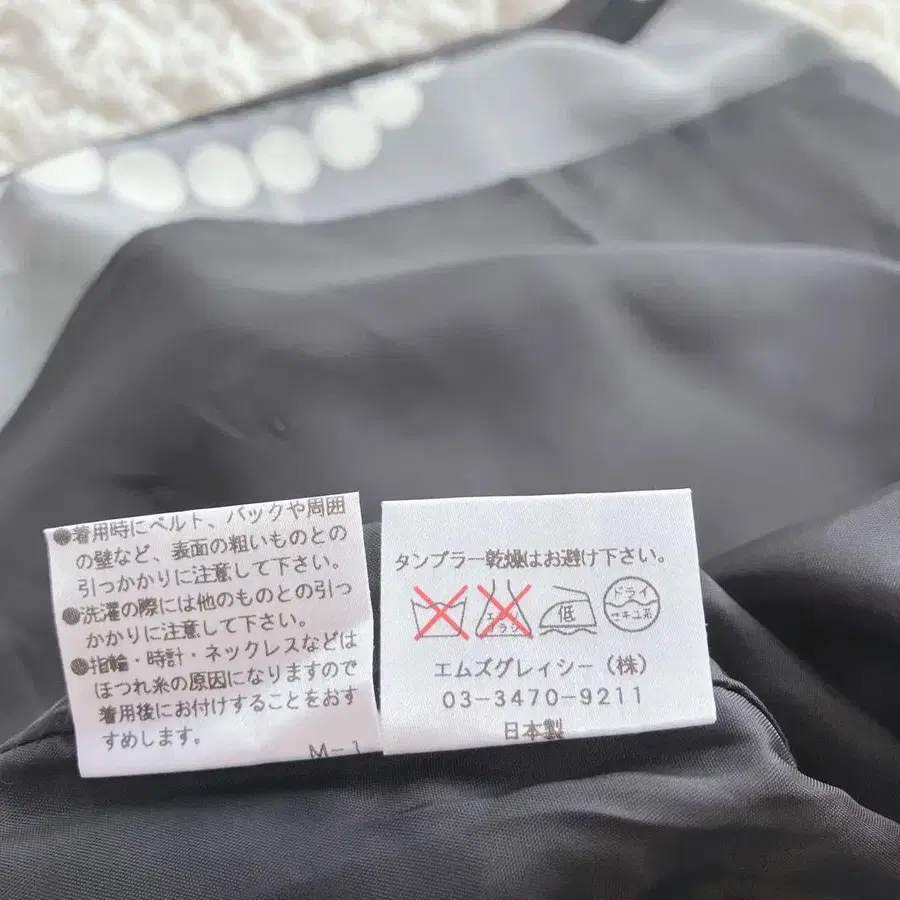 ●着用時にベルト、バックや周囲
の壁など、表面の粗いものとの
引っかかりに注意して下さい。
●洗濯の際には他のものとの引っ
かかりに注意して下さい。
●指輪・時計・ネックレスなどは
ほつれ糸の原因になりますので
着用後にお付けすることをおす
すめします。
M-1
タンブラー乾燥はお避け下さい。
低
ドライ
セキユ系
エムズグレイシー（株）
03-3470-9211
日本製